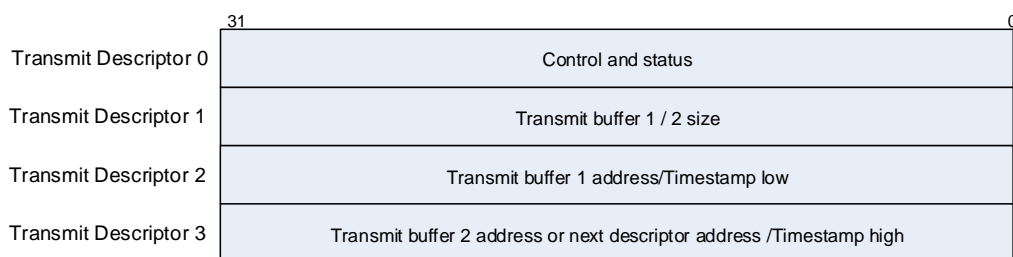 31 0
Transmit Descriptor 0 Control and status
Transmit Descriptor 1 Transmit buffer 1 / 2 size
Transmit Descriptor 2 Transmit buffer 1 address/Timestamp low
Transmit Descriptor 3 Transmit buffer 2 address or next descriptor address /Timestamp high